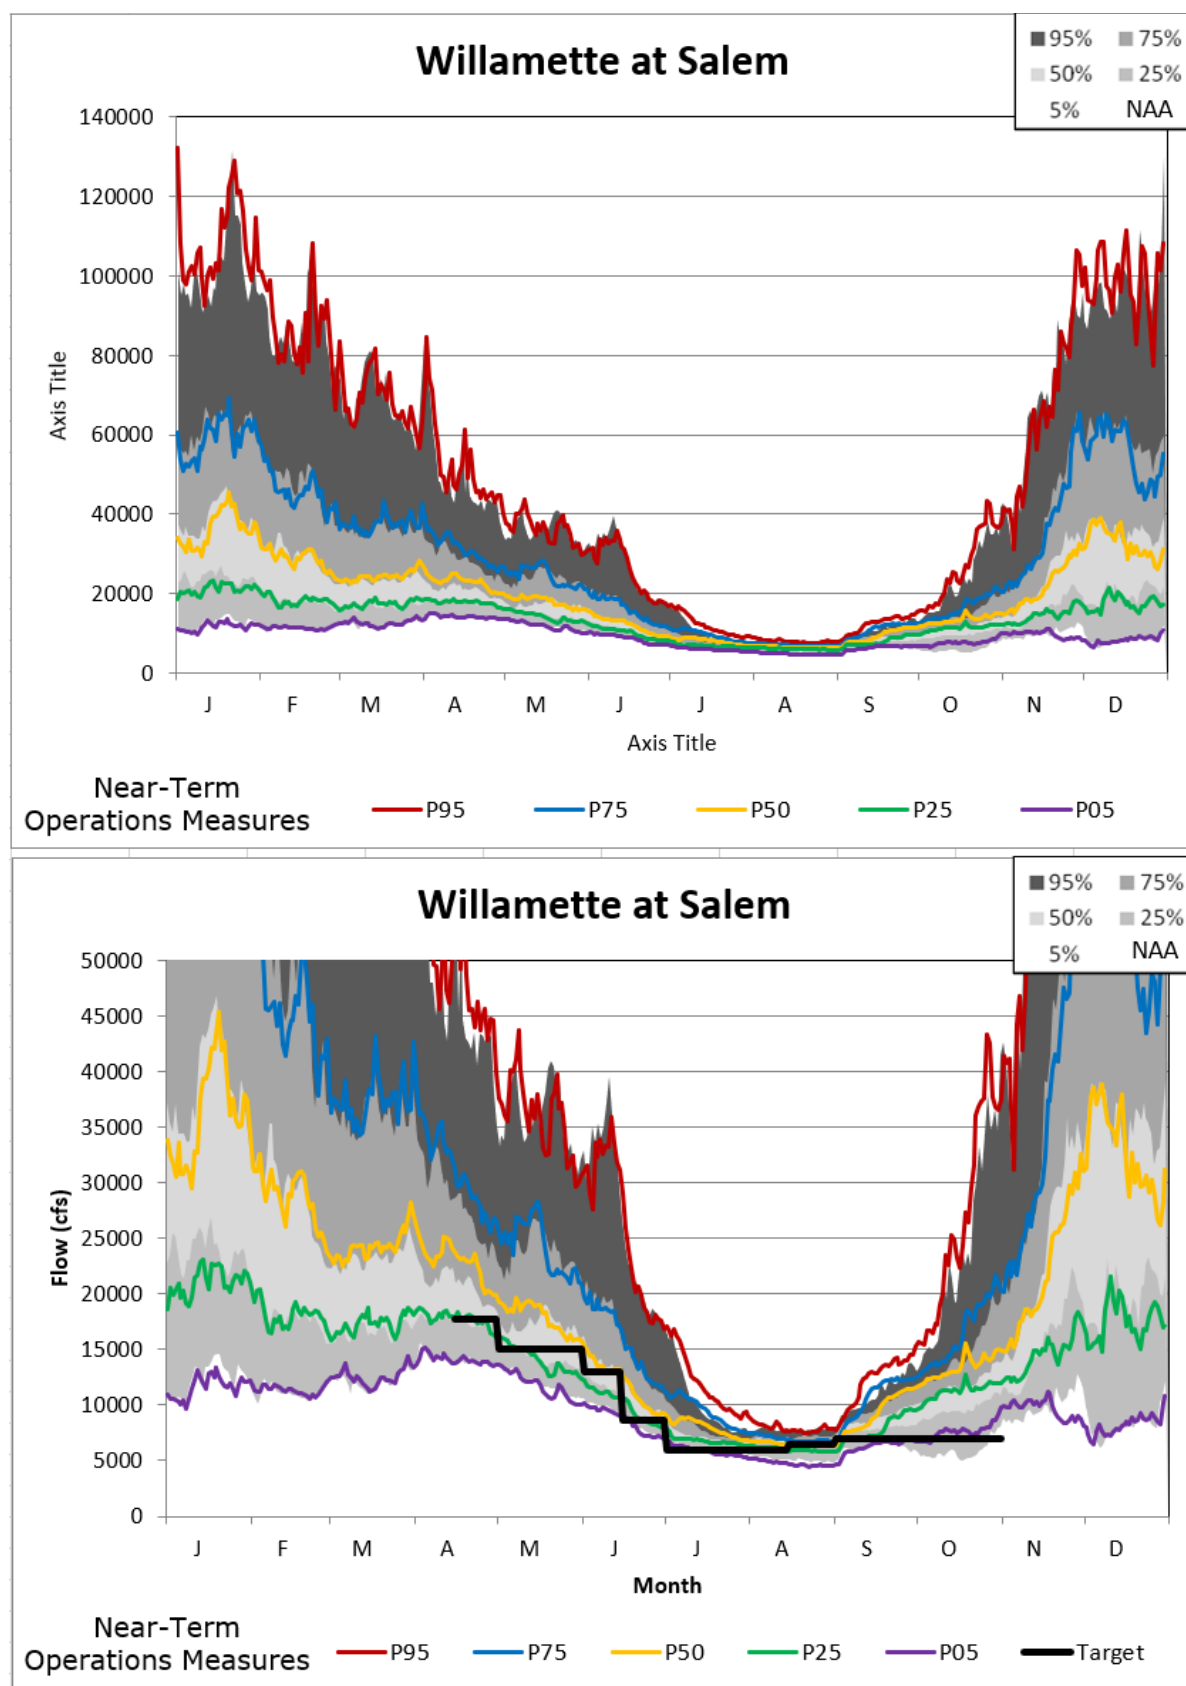 Willamette at Salem
95% 75%
50% 25%
5% NAA
140000
120000
100000
80000
60000
40000
20000
0
Axis Title
J F M A M J J A S O N D
Axis Title
Near-Term
Operations Measures
P95 P75 P50 P25 P05
Willamette at Salem
95% 75%
50% 25%
5% NAA
50000
45000
40000
35000
30000
25000
20000
15000
10000
5000
0
Flow (cfs)
J F M A M J J A S O N D
Month
Near-Term
Operations Measures
P95 P75 P50 P25 P05 Target